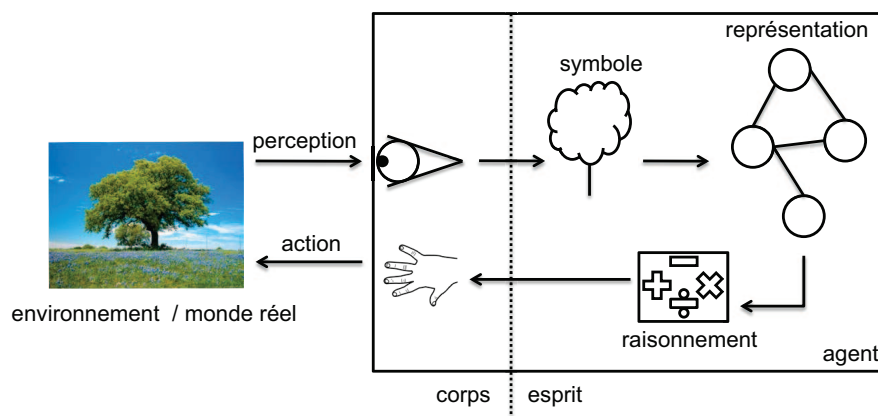 représentation
symbole
perception
action
environnement / monde réel
raisonnement
agent
corps
esprit